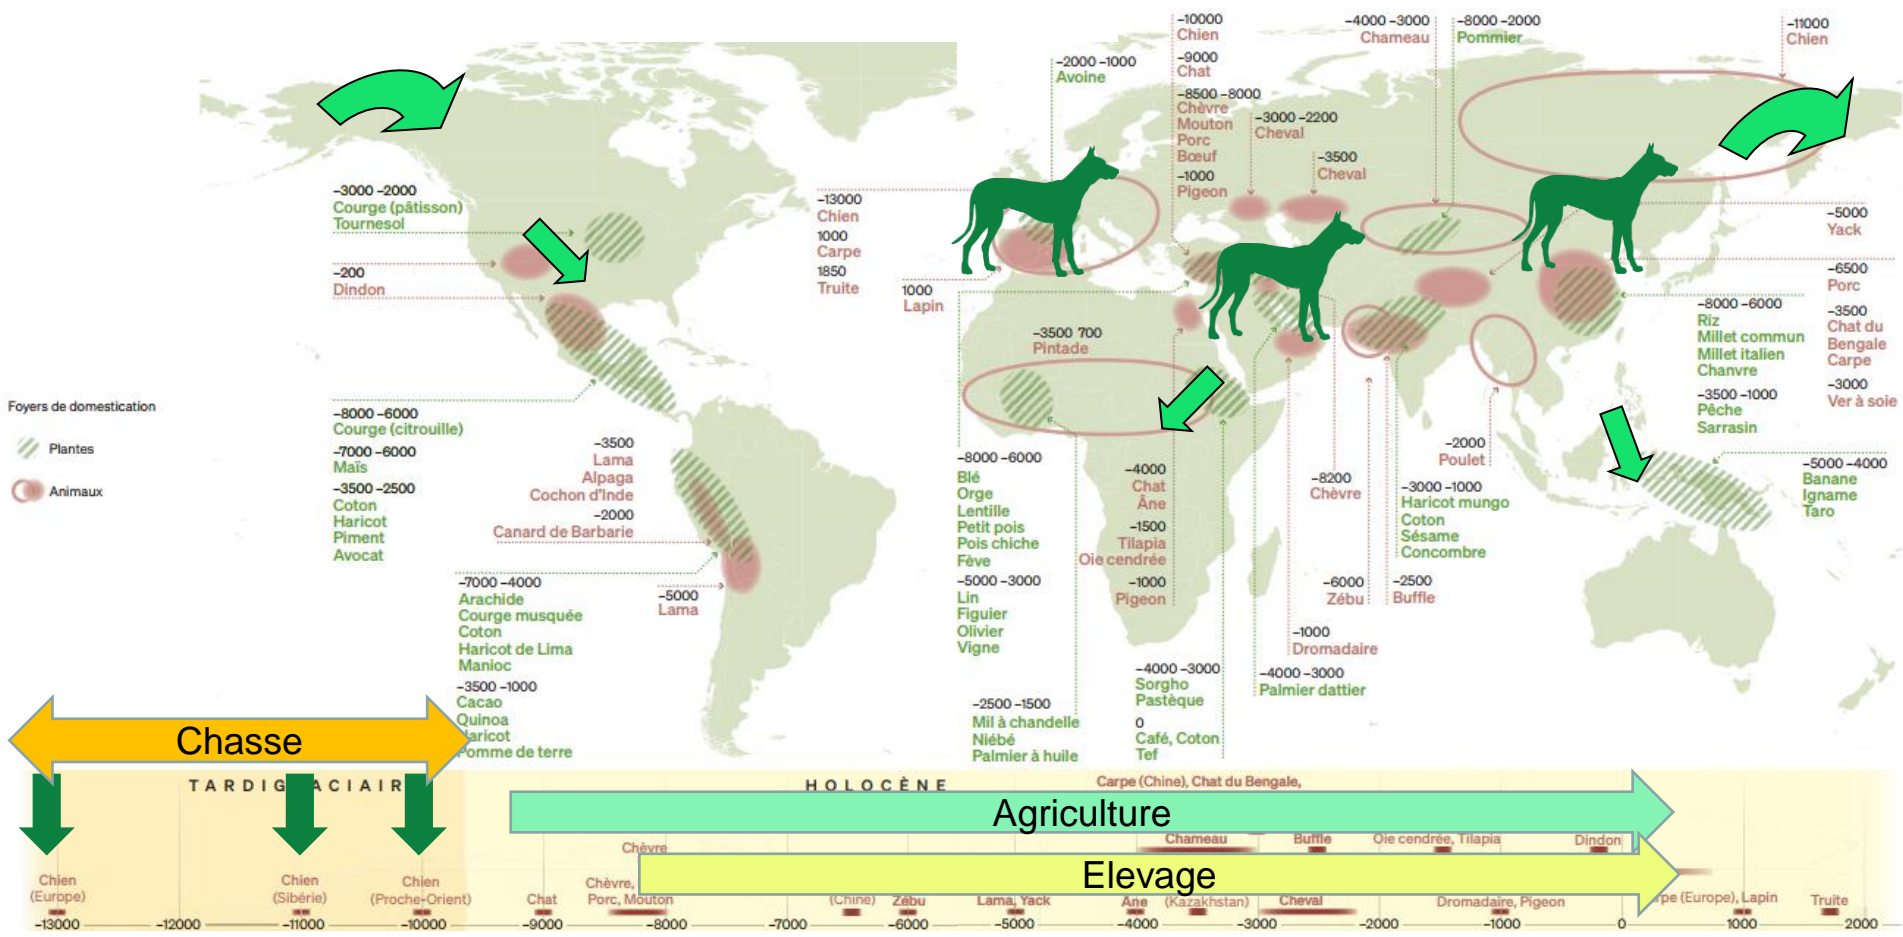 −10000
Chien
−9000
Chat
−8500 −8000
Chèvre
Mouton
Porc
Bœuf
−1000
Pigeon
−4000 −3000
Chameau
−8000 −2000
Pommier
−11000
Chien
−2000 −1000
Avoine
−3000 −2200
Cheval
−3500
Cheval
−3000 −2000
Courge (pâtisson)
Tournesol
−200
Dindon
−13000
Chien
1000
Carpe
1850
Truite
1000
Lapin
−5000
Yack
−6500
Porc
−3500
Chat du
Bengale
Carpe
−3000
Ver à soie
−8000 −6000
Riz
Millet commun
Millet italien
Chanvre
−3500 −1000
Pêche
Sarrasin
−3500 700
Pintade
Foyers de domestication
Plantes
Animaux
−8000 −6000
Courge (citrouille)
−7000 −6000
Maïs
−3500 −2500
Coton
Haricot
Piment
Avocat
−3500
Lama
Alpaga
Cochon d'Inde
−2000
Canard de Barbarie
−5000
Lama
−7000 −4000
Arachide
Courge musquée
Coton
Haricot de Lima
Manioc
−3500 −1000
Cacao
Quinoa
Haricot
Pomme de terre
−8000 −6000
Blé
Orge
Lentille
Petit pois
Pois chiche
Fève
−5000 −3000
Lin
Figuier
Olivier
Vigne
−2500 −1500
Mil à chandelle
Niébé
Palmier à huile
−4000
Chat
Âne
−1500
Tilapia
Oie cendrée
−1000
Pigeon
−4000 −3000
Sorgho
Pastèque
0
Café, Coton
Tef
−8200
Chèvre
−1000
Dromadaire
−4000 −3000
Palmier dattier
−6000
Zébu
−2500
Buffle
−3000 −1000
Haricot mungo
Coton
Sésame
Concombre
−2000
Poulet
−5000 −4000
Banane
Igname
Taro
Chasse
TARDIG ACIAIR
HOLOCÈNE
Carpe (Chine), Chat du Bengale,
Agriculture
Chèvre
Chameau
Buffle
Oie cendrée, Tilapia
Dindon
Elevage
Chien
(Europe)
Chien
(Sibérie)
Chien
(Proche-Orient)
Chat
Chèvre,
Porc, Mouton
(Chine)
Zébu
Lama, Yack
Ane
(Kazakhstan)
Cheval
Dromadaire, Pigeon
rpe (Europe), Lapin
Truite
−13000 −12000 −11000 −10000 −9000 −8000 −7000 −6000 −5000 −4000 −3000 −2000 −1000 0 1000 2000